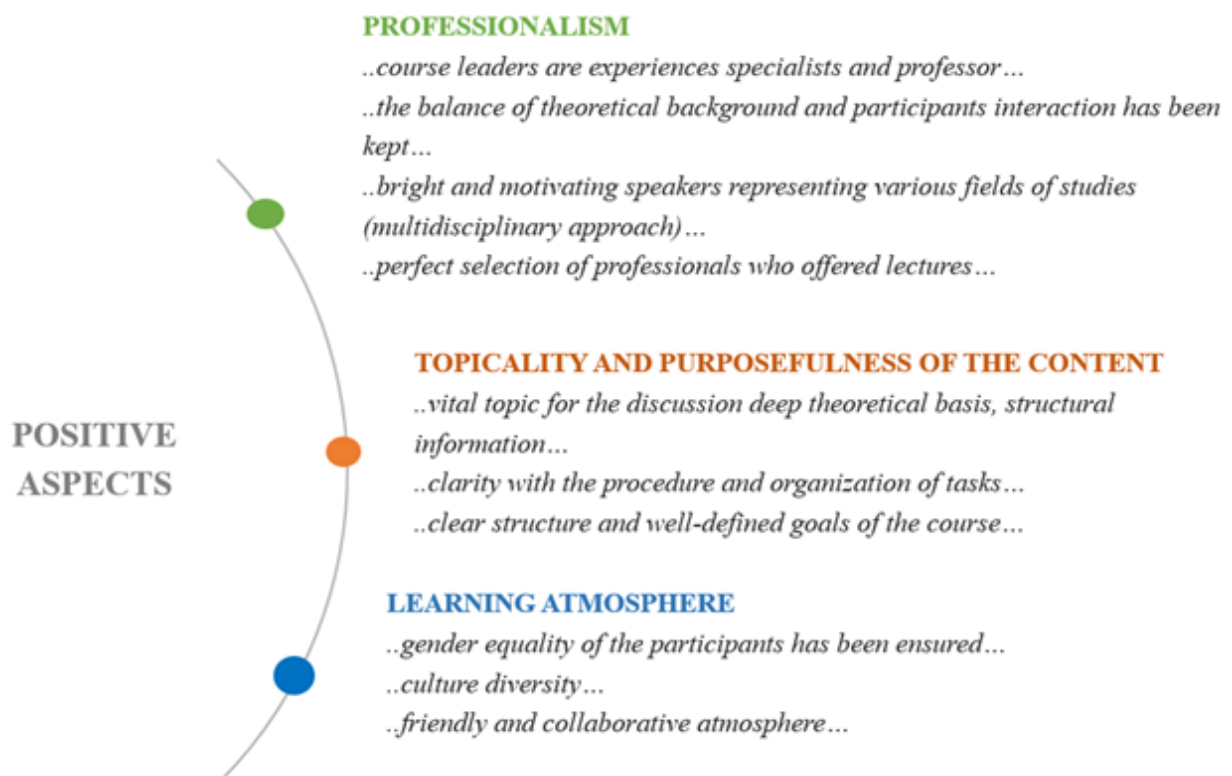 PROFESSIONALISM
..course leaders are experiences specialists and professor…
..the balance of theoretical background and participants interaction has been
kept…
..bright and motivating speakers representing various fields of studies
(multidisciplinary approach)…
..perfect selection of professionals who offered lectures…
TOPICALITY AND PURPOSEFULNESS OF THE CONTENT
..vital topic for the discussion deep theoretical basis, structural
information…
..clarity with the procedure and organization of tasks…
..clear structure and well-defined goals of the course…
POSITIVE
ASPECTS
LEARNING ATMOSPHERE
..gender equality of the participants has been ensured…
..culture diversity…
..friendly and collaborative atmosphere…